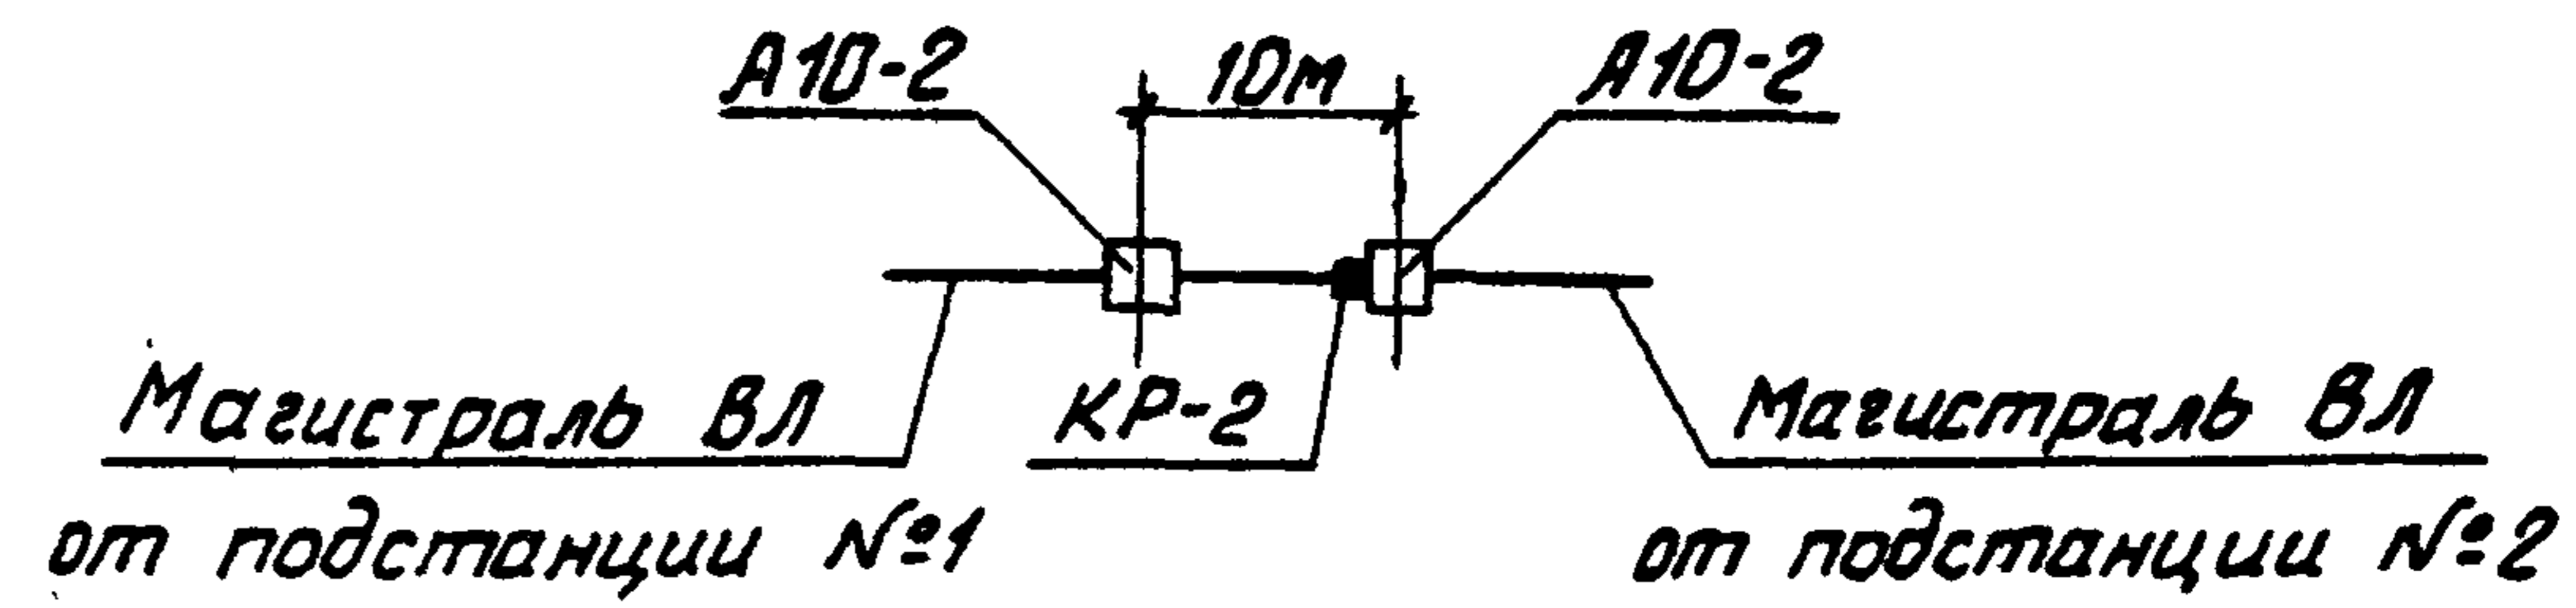 А10-2
10м
А10-2
Магистраль ВЛ
от подстанции №1
КР-2
Магистраль ВЛ
от подстанции №2